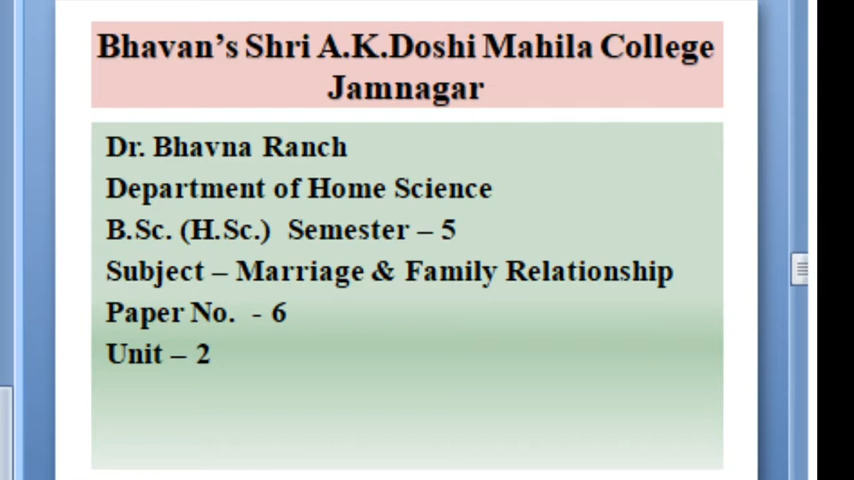 Bhavan's Shri A.K.Doshi Mahila College
Jamnagar
Dr. Bhavna Ranch
Department of Home Science
B.Sc. (H.Sc.)  Semester – 5
Subject – Marriage & Family Relationship
Paper No.  - 6
Unit – 2